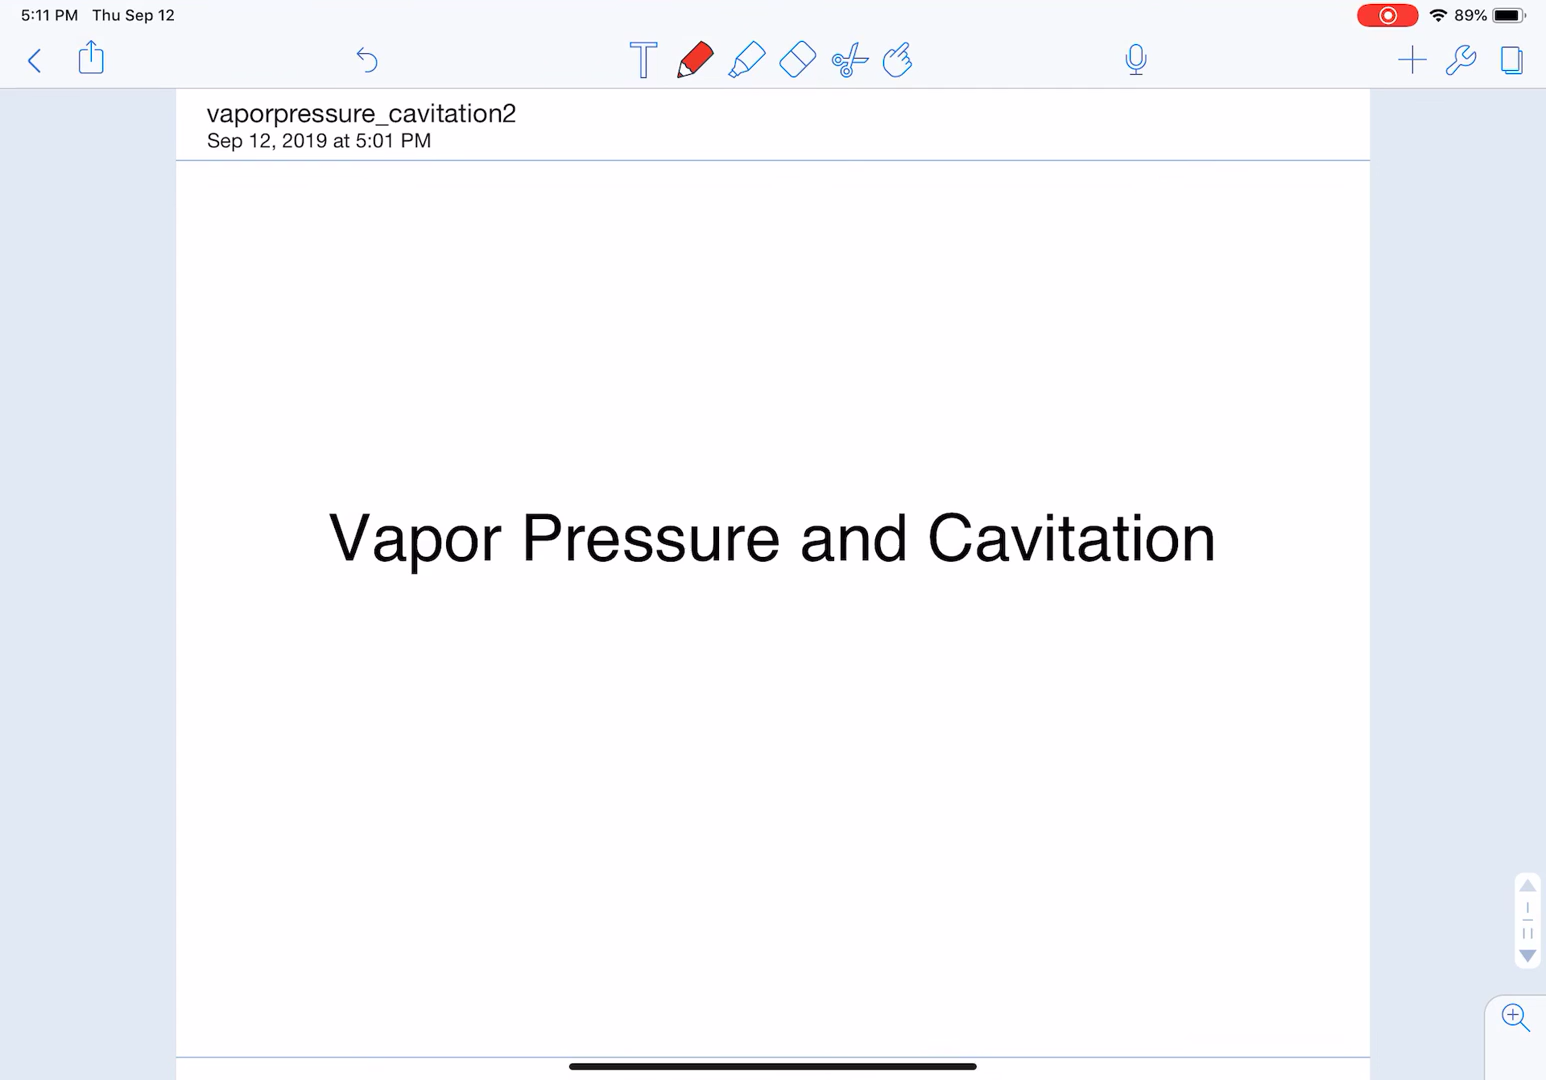 5:11 PM Thu Sep 12
89%
T
vaporpressure_cavitation2
Sep 12, 2019 at 5:01 PM
Vapor Pressure and Cavitation